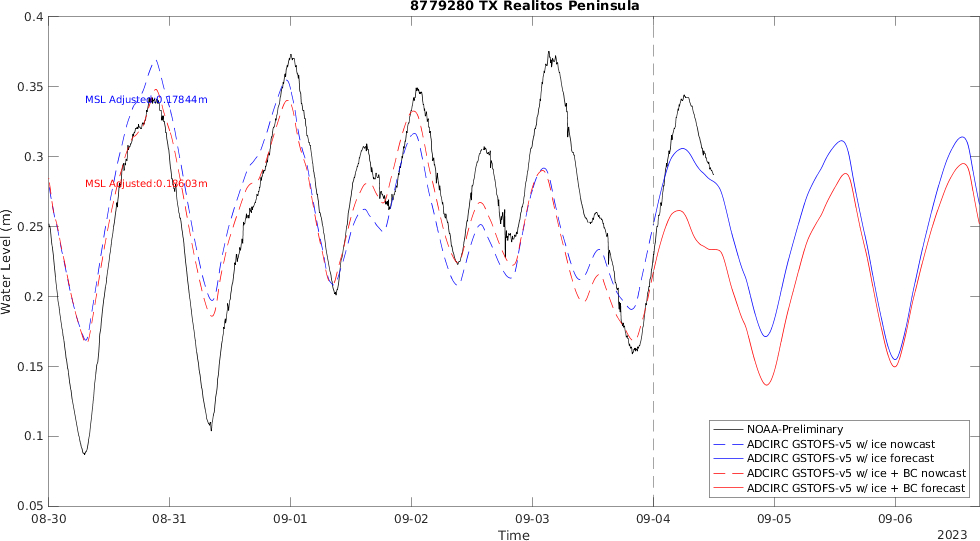 8779280 TX Realitos Peninsula
0.4
0.35
0.3
0.25
0.2
0.15
0.1
0.05
Water Level (m)
MSL Adjusted:0.17844m
MSL Adjusted:0.18603m
NOAA-Preliminary
ADCIRC GSTOFS-v5 w/ ice nowcast
ADCIRC GSTOFS-v5 w/ ice forecast
ADCIRC GSTOFS-v5 w/ ice + BC nowcast
ADCIRC GSTOFS-v5 w/ ice + BC forecast
08-30 08-31 09-01 09-02 09-03 09-04 09-05 09-06
Time
2023